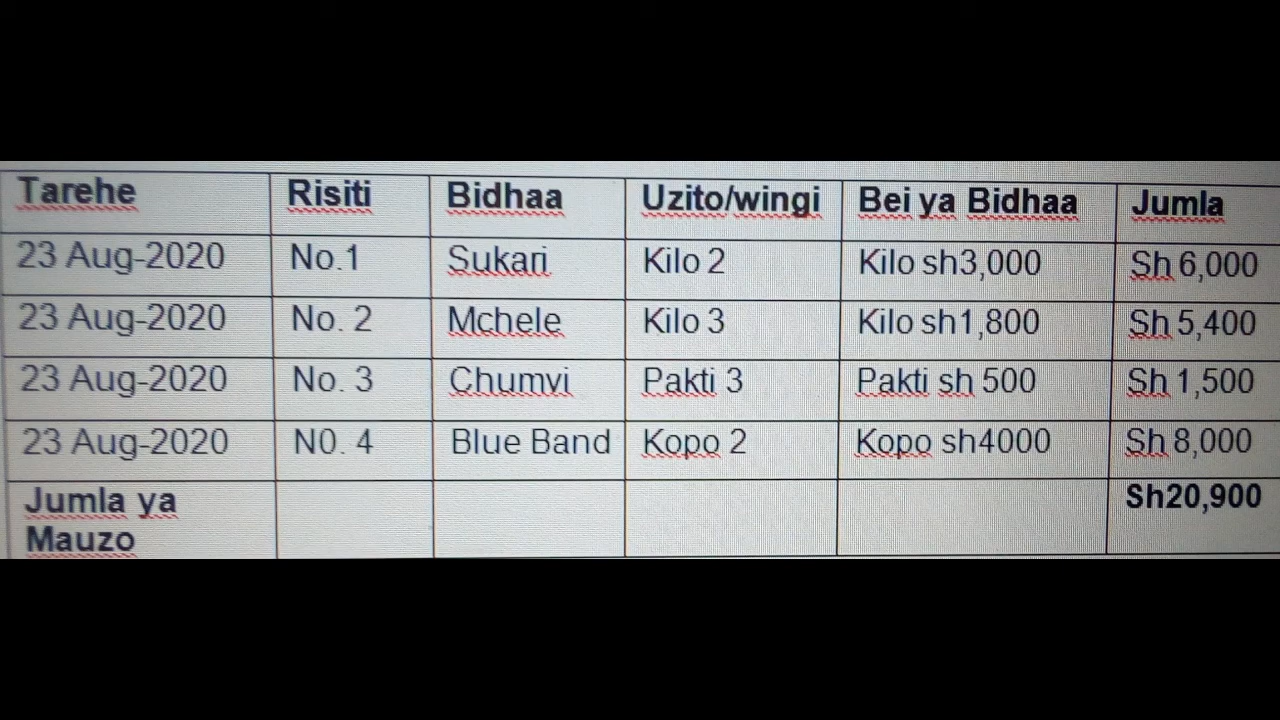 Tarehe Risiti Bidhaa Uzito/wingi Bei ya Bidhaa Jumla
23 Aug-2020 No.1 Sukari Kilo 2 Kilo sh3,000 Sh 6,000
23 Aug-2020 No. 2 Mchele Kilo 3 Kilo sh1,800 Sh 5,400
23 Aug-2020 No. 3 Chumvi Pakti 3 Pakti sh 500 Sh 1,500
23 Aug-2020 N0. 4 Blue Band Kopo 2 Kopo sh4000 Sh 8,000
Jumla ya Sh20,900
Mauzo